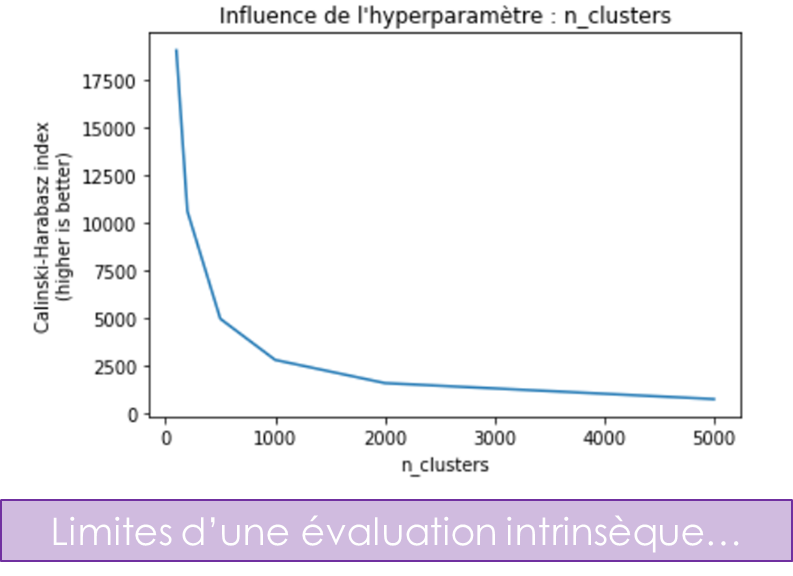 Influence de l'hyperparamètre : n_clusters
Calinski-Harabasz index
(higher is better)
17500
15000
12500
10000
7500
5000
2500
0
0 1000 2000 3000 4000 5000
n_clusters
Limites d’une évaluation intrinsèque…